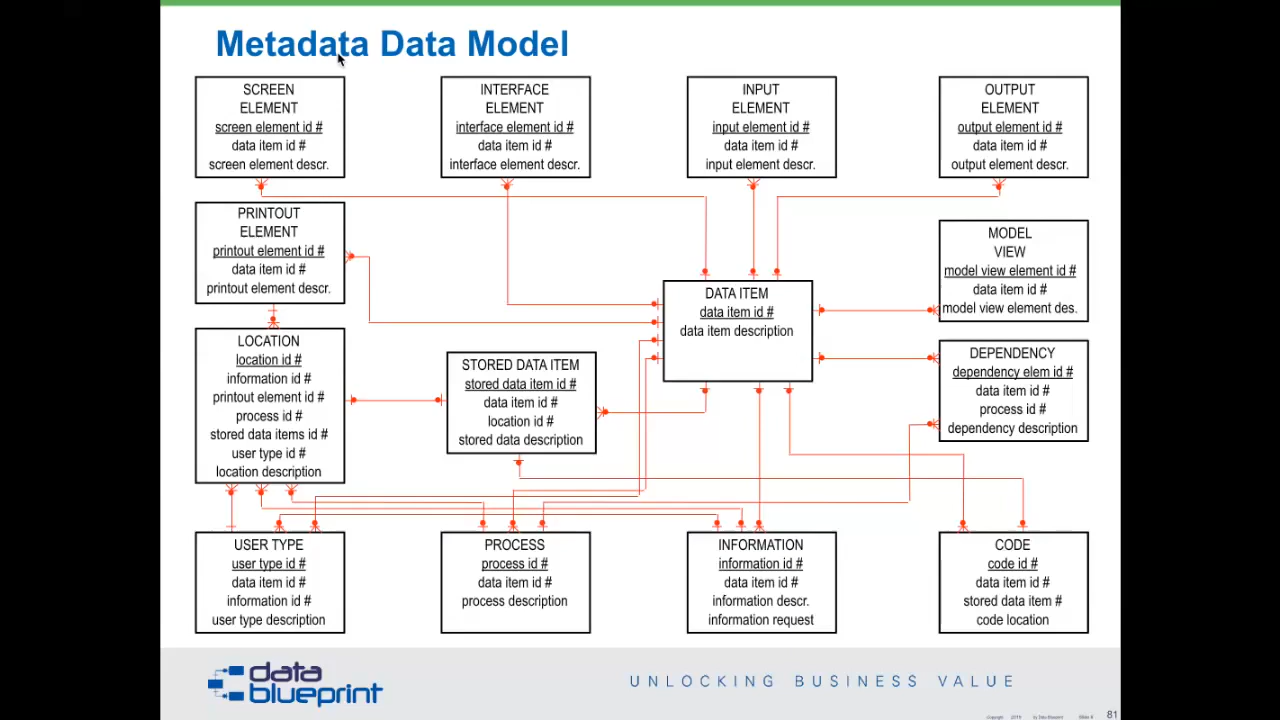 Metadata Data Model
SCREEN
ELEMENT
screen element id #
data item id #
screen element descr.
INTERFACE
ELEMENT
interface element id #
data item id #
interface element descr.
INPUT
ELEMENT
input element id #
data item id #
input element descr.
OUTPUT
ELEMENT
output element id #
data item id #
output element descr.
PRINTOUT
ELEMENT
printout element id #
data item id #
printout element descr.
MODEL
VIEW
model view element id #
data item id #
model view element des.
DATA ITEM
data item id #
data item description
LOCATION
location id #
information id #
printout element id #
process id #
stored data items id #
user type id #
location description
STORED DATA ITEM
stored data item id #
data item id #
location id #
stored data description
DEPENDENCY
dependency elem id #
data item id #
process id #
dependency description
USER TYPE
user type id #
data item id #
information id #
user type description
PROCESS
process id #
data item id #
process description
INFORMATION
information id #
data item id #
information descr.
information request
CODE
code id #
data item id #
stored data item #
code location
data
blueprint
UNLOCKING BUSINESS VALUE
81